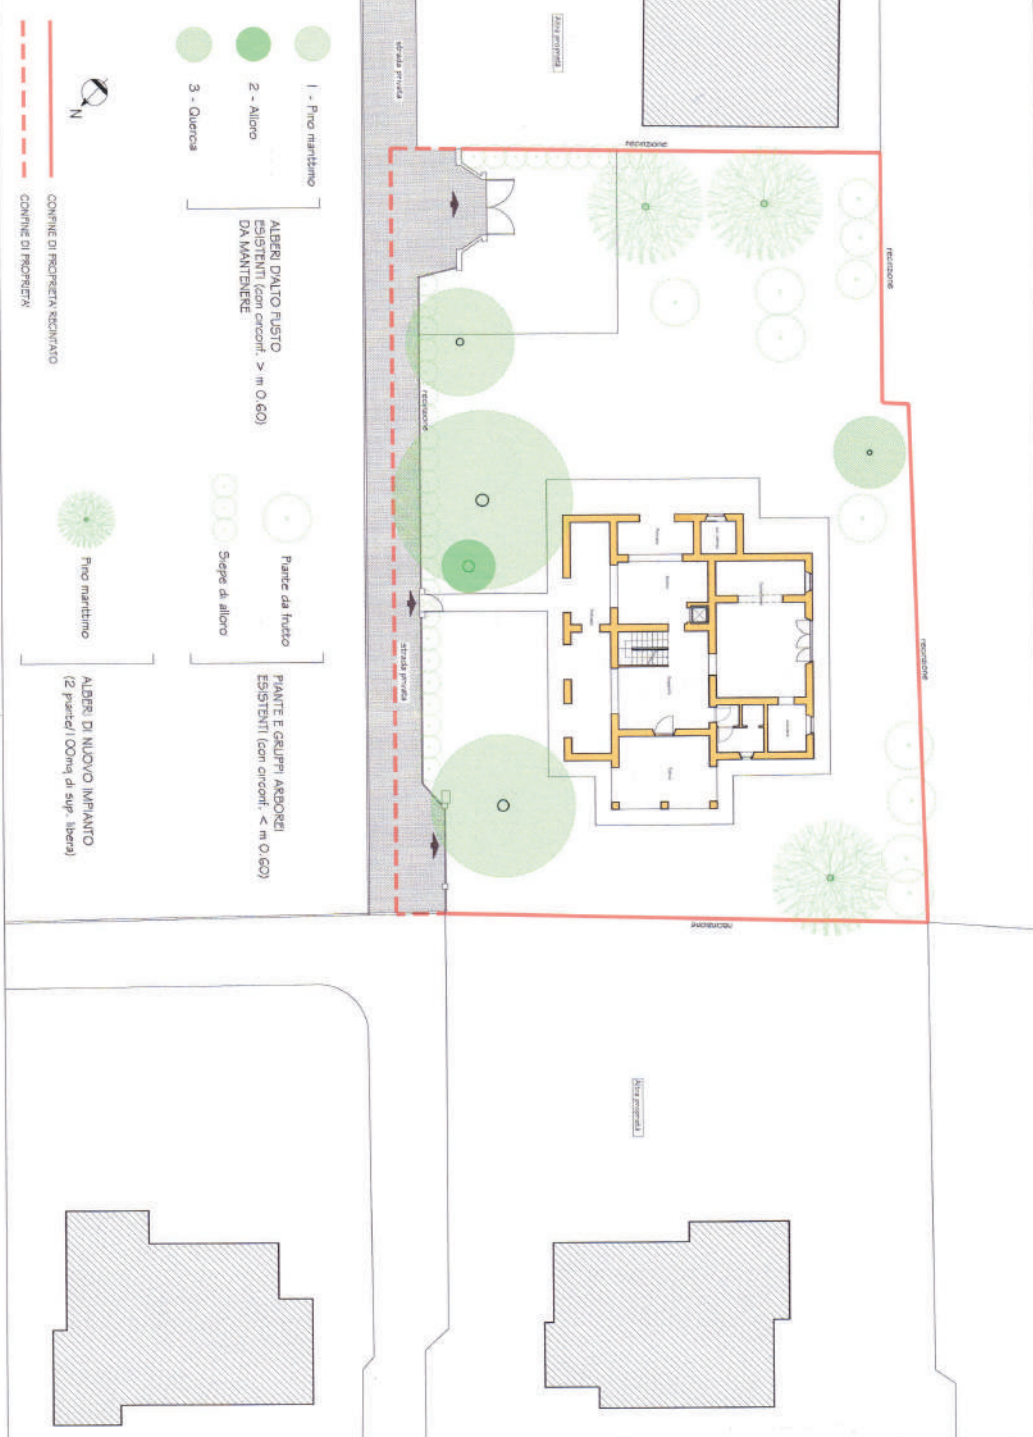 Altra proprietà
strada privata
recinzione
recinzione
recinzione
recinzione
strada privata
recinzione
Altra proprietà
1 - Pino marittimo
2 - Alloro
3 - Quercia
ALBERI D'ALTO FUSTO
ESISTENTI (con circonf. > m 0.60)
DA MANTENERE
Piante da frutto
Siepe di alloro
PIANTE E GRUPPI ARBOREI
ESISTENTI (con circonf. < m 0.60)
Pino marittimo
ALBERI DI NUOVO IMPIANTO
(2 piante/100mq di sup. libera)
N
CONFINE DI PROPRIETA' RECINTATO
CONFINE DI PROPRIETA'